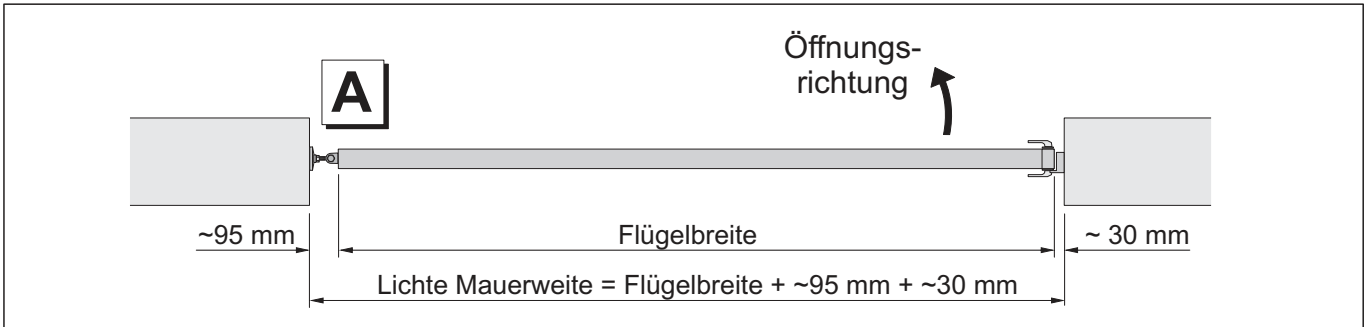 Öffnungs-
richtung
A
~95 mm
Flügelbreite
~ 30 mm
Lichte Mauerweite = Flügelbreite + ~95 mm + ~30 mm